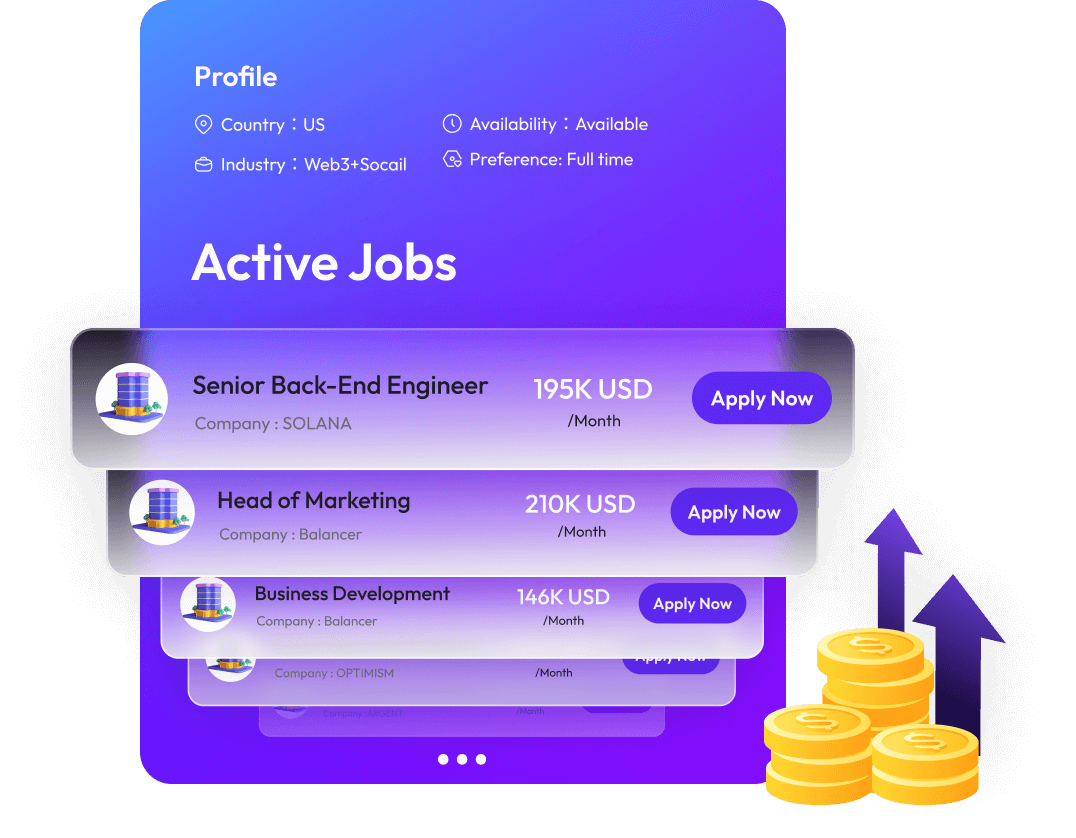 Profile
Country：US
Availability：Available
Industry：Web3+Socail
Preference: Full time
Active Jobs
Senior Back-End Engineer
195K USD
Apply Now
Company : SOLANA
/Month
Head of Marketing
210K USD
Apply Now
Company : Balancer
/Month
Business Development
146K USD
Apply Now
Company : Balancer
/Month
Apply Now
Company : OPTIMISM
/Month
Company : ARGENT
/Month